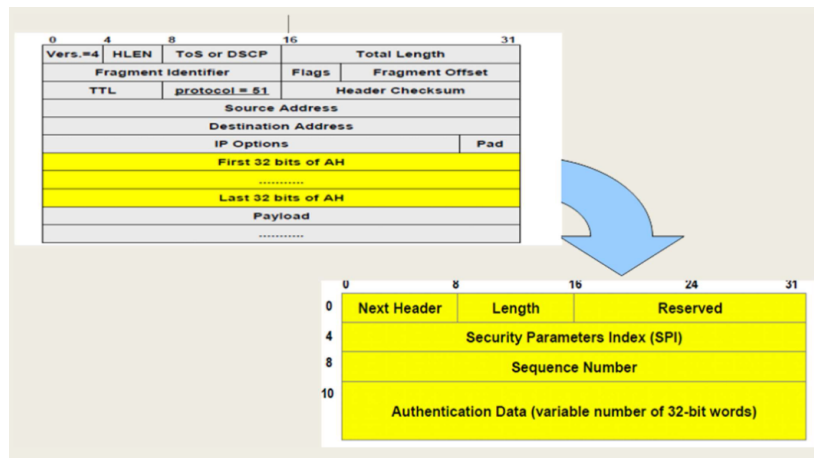 0 4 8 16 31
Vers.=4 HLEN ToS or DSCP Total Length
Fragment Identifier Flags Fragment Offset
TTL protocol = 51 Header Checksum
Source Address
Destination Address
IP Options Pad
First 32 bits of AH
...........
Last 32 bits of AH
Payload
...........
0 8 16 24 31
0 Next Header Length Reserved
4 Security Parameters Index (SPI)
8 Sequence Number
10
Authentication Data (variable number of 32-bit words)